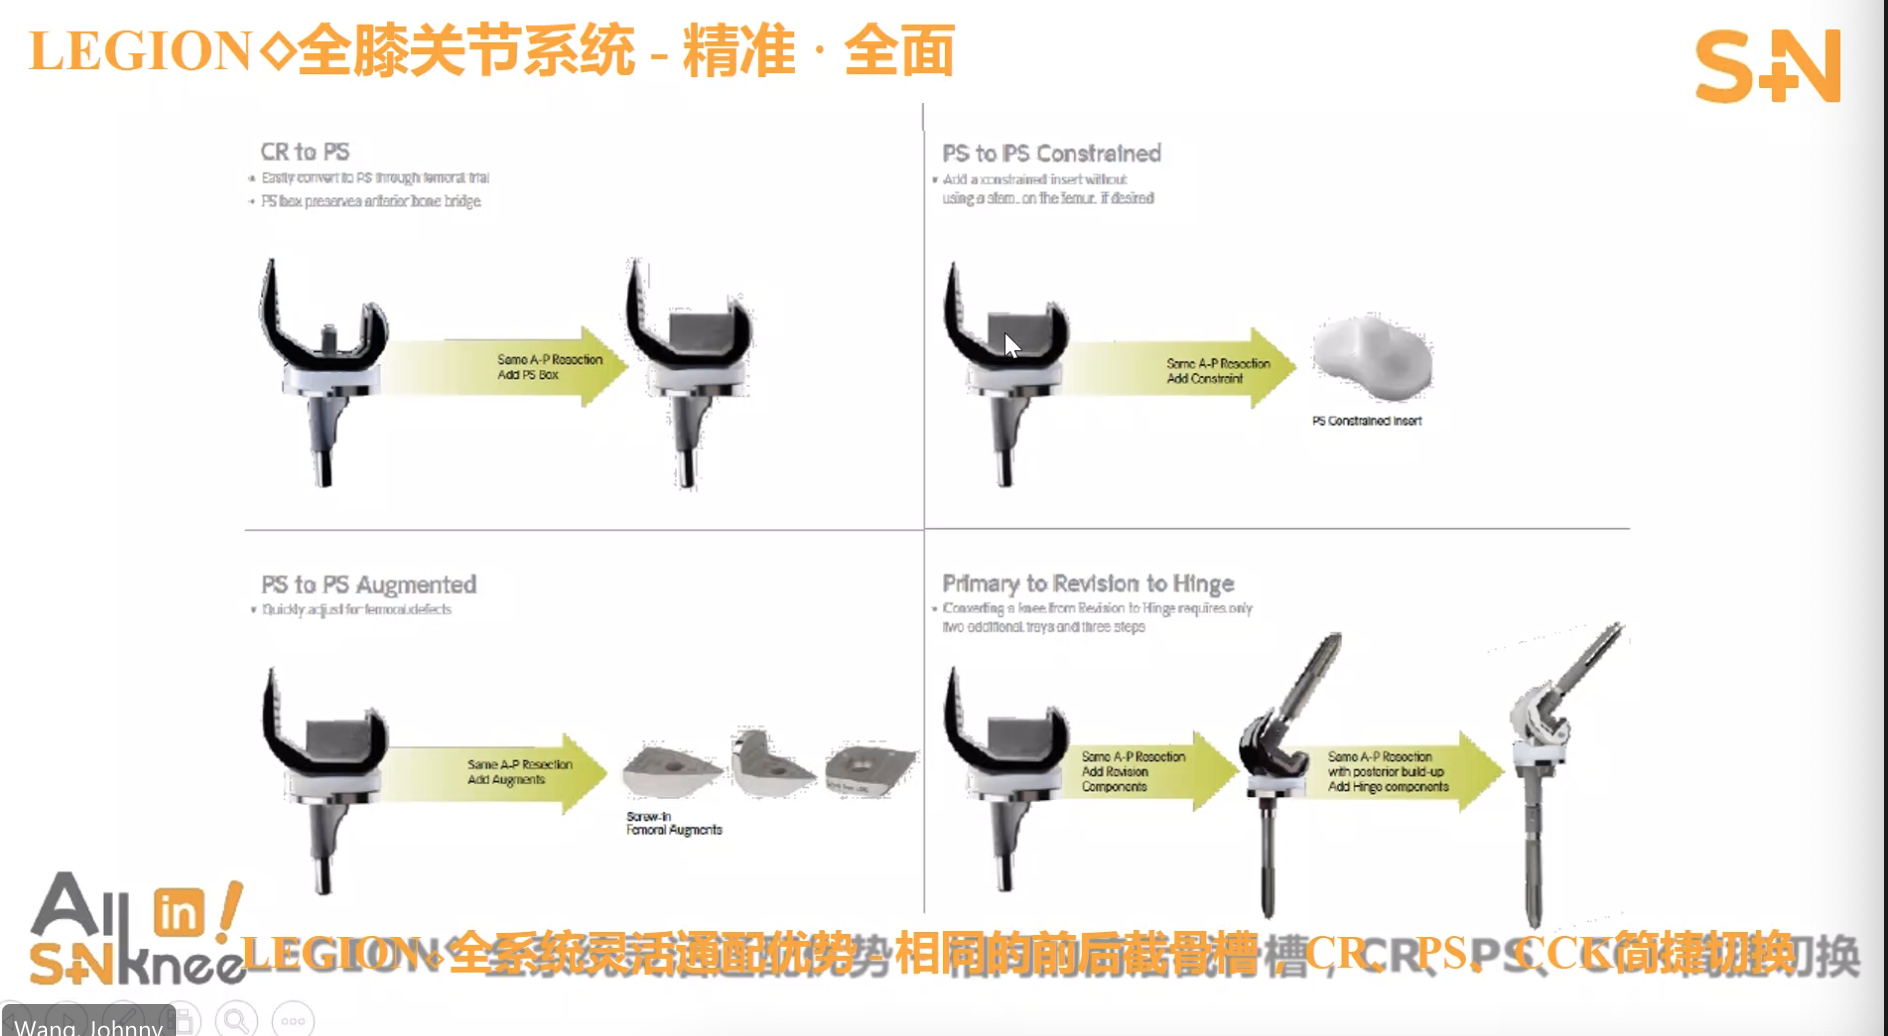 LEGION◇全膝关节系统 - 精准 · 全面
S+N
CR to PS
Easily convert to PS through femoral trial
PS box preserves anterior bone bridge
Same A-P Resection
Add PS Box
PS to PS Constrained
Add a constrained insert without
using a stem on the femur, if desired
Same A-P Resection
Add Constraint
PS Constrained Insert
PS to PS Augmented
Quickly adjust for femoral defects
Same A-P Resection
Add Augments
Screw-in
Femoral Augments
Primary to Revision to Hinge
Converting a knee from Revision to Hinge requires only
two additional trays and three steps
Same A-P Resection
Add Revision
Components
Same A-P Resection
with posterior build-up
Add Hinge components
All in!
S+N knee
LEGION◇全系统灵活通配优势 - 相同的前后截骨槽，CR、PS、CCK简捷切换
Wang, Johnny